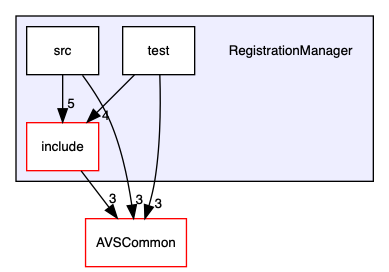 src
test
RegistrationManager
5
4
include
3
3
3
AVSCommon